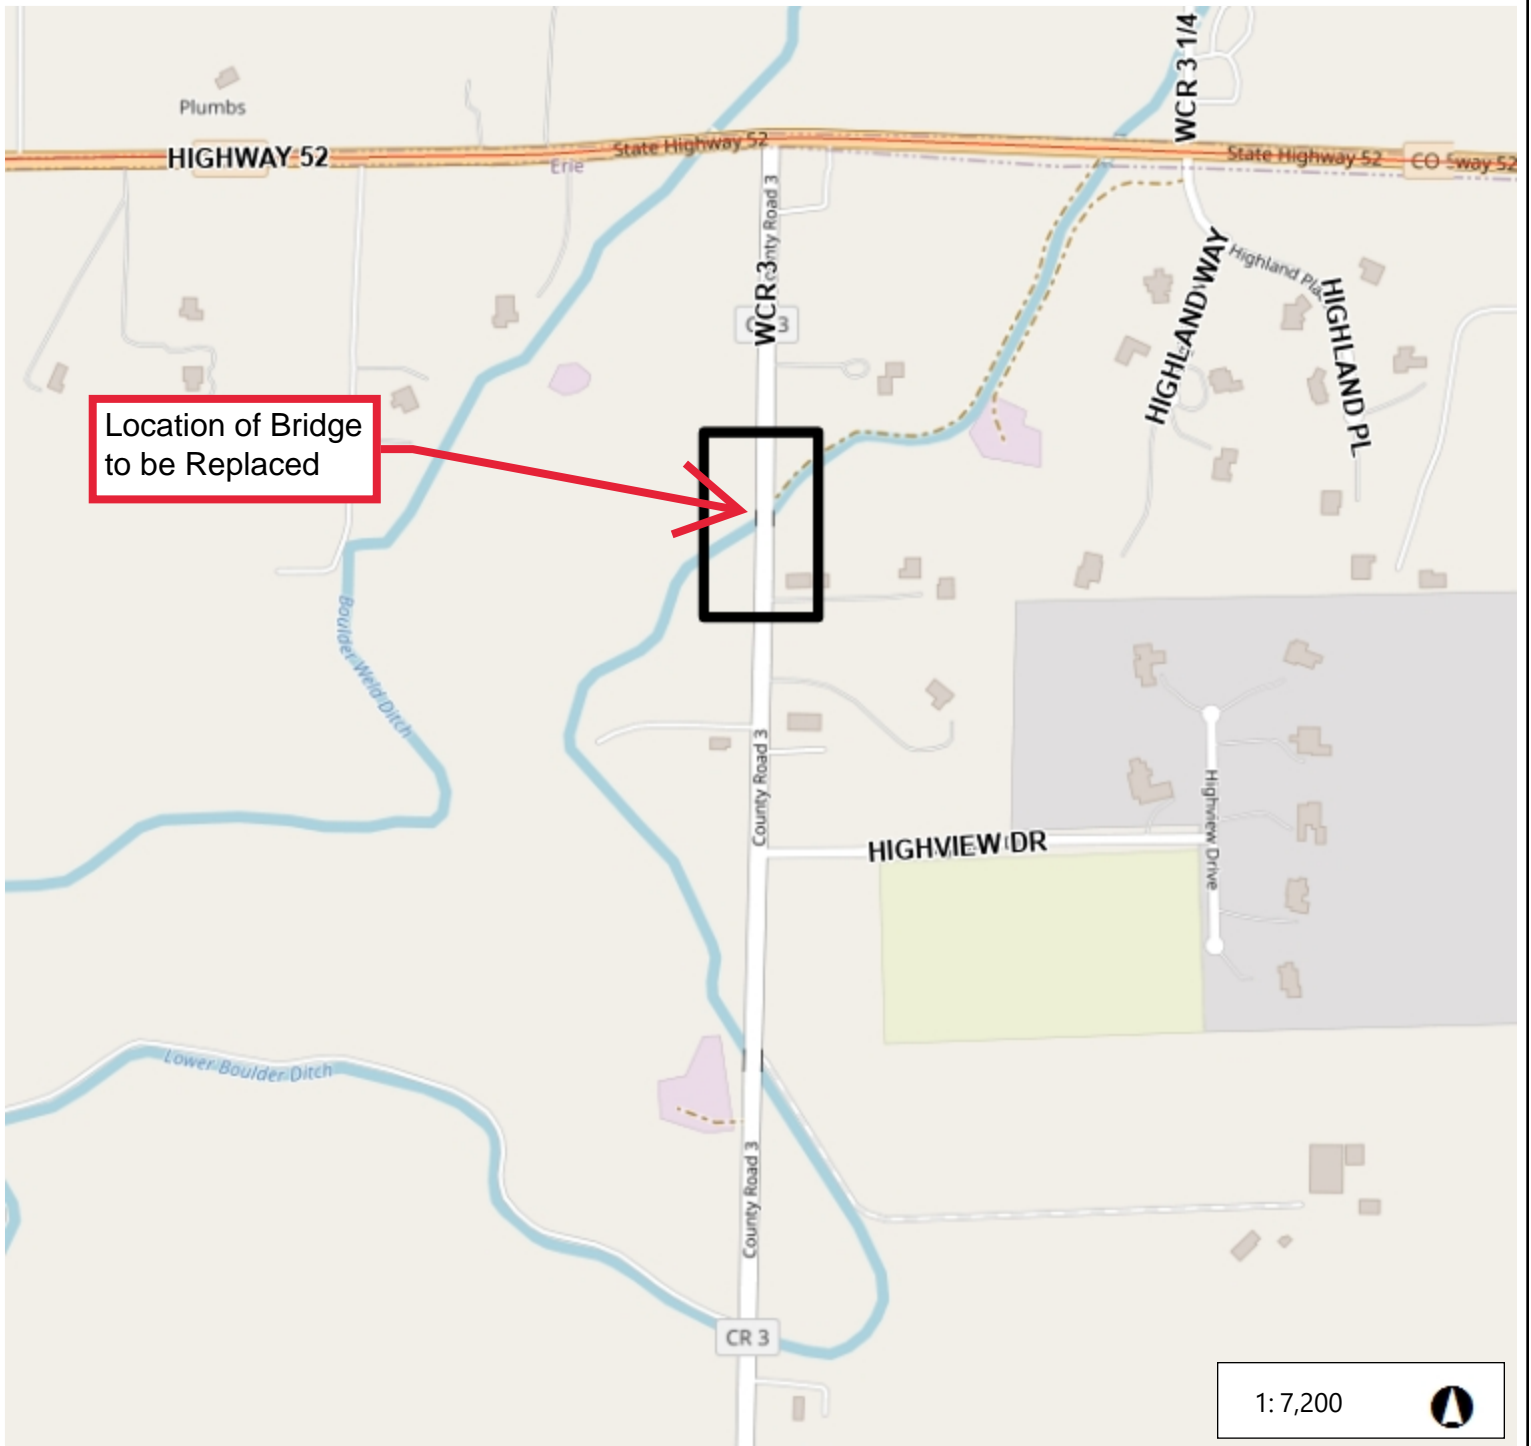 WCR 3 1/4
Plumbs
HIGHWAY 52
Erie
State Highway 52
State Highway 52
CO
way 52
County Road 3
WCR 3
3
HIGHLAND WAY
Highland
HIGHLAND PL
Location of Bridge
to be Replaced
Boulder Weld Ditch
County Road 3
HIGHVIEW DR
Highview Drive
Lower Boulder Ditch
County Road 3
CR 3
1: 7,200